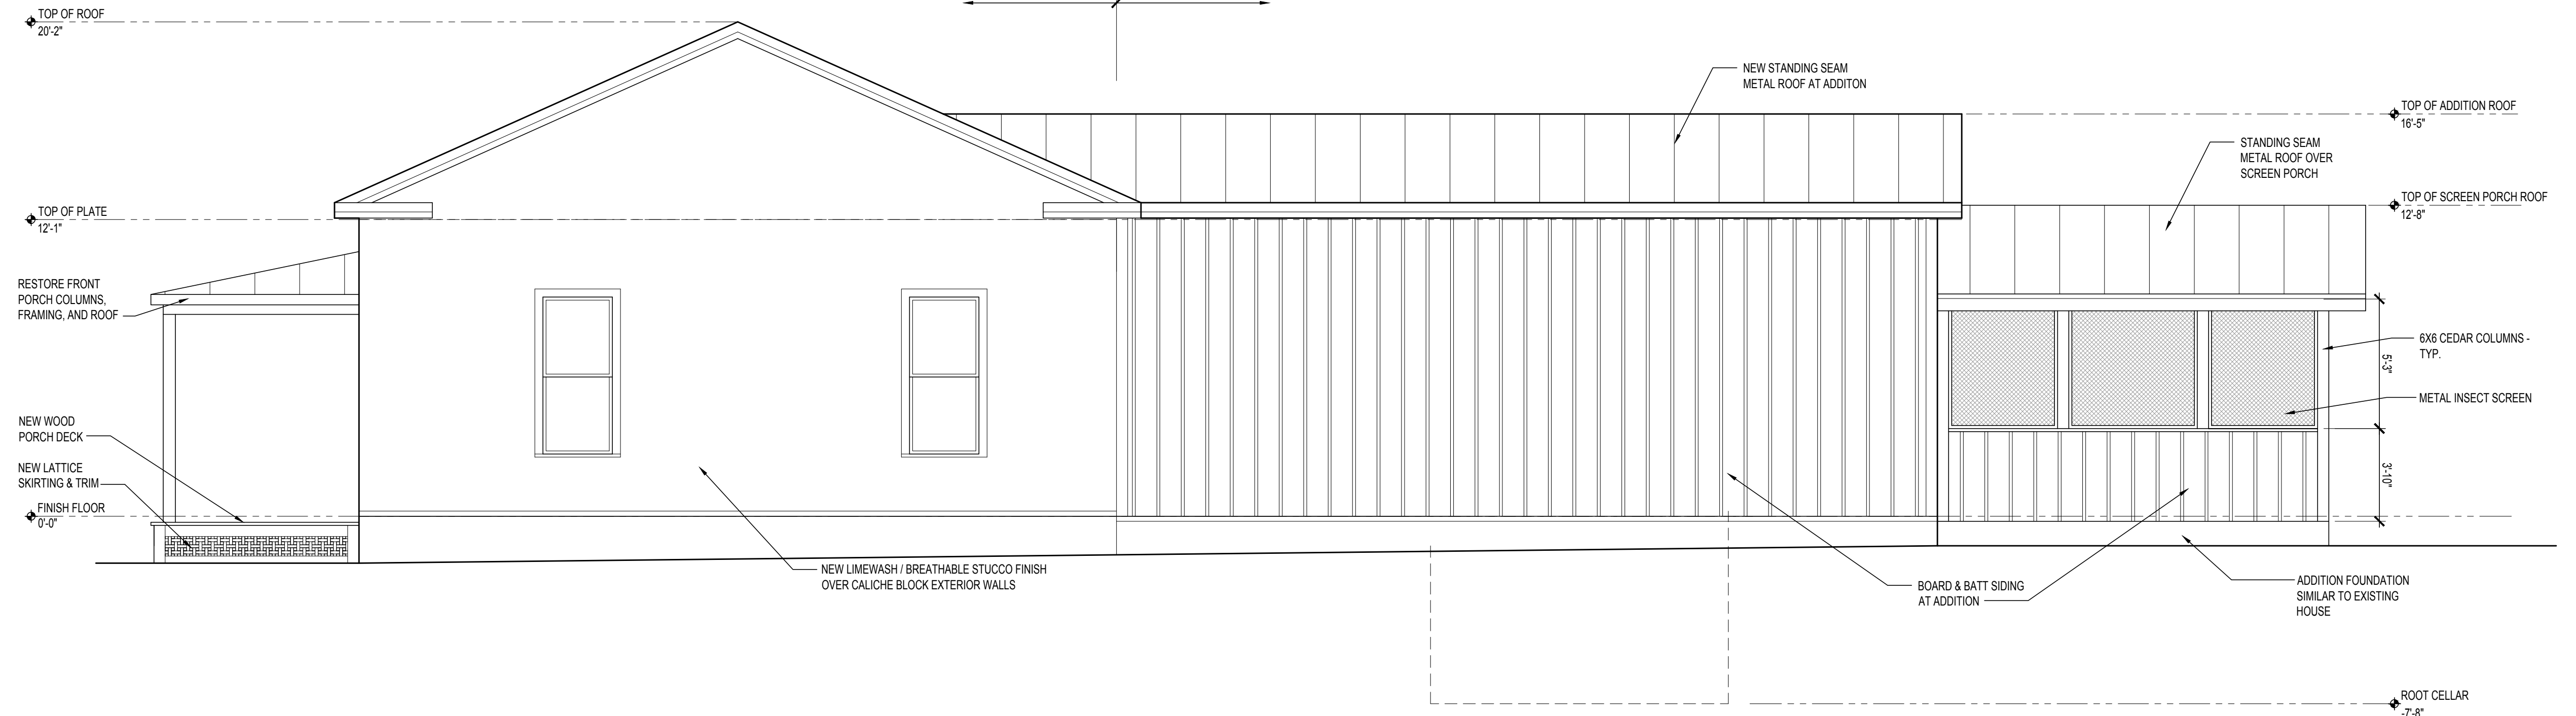 TOP OF ROOF
20'-2"
NEW STANDING SEAM
METAL ROOF AT ADDITON
TOP OF ADDITION ROOF
16'-5"
STANDING SEAM
METAL ROOF OVER
SCREEN PORCH
TOP OF SCREEN PORCH ROOF
12'-8"
TOP OF PLATE
12'-1"
RESTORE FRONT
PORCH COLUMNS,
FRAMING, AND ROOF
6X6 CEDAR COLUMNS -
TYP.
5'-3"
METAL INSECT SCREEN
3'-10"
NEW WOOD
PORCH DECK
NEW LATTICE
SKIRTING & TRIM
FINISH FLOOR
0'-0"
NEW LIMEWASH / BREATHABLE STUCCO FINISH
OVER CALICHE BLOCK EXTERIOR WALLS
BOARD & BATT SIDING
AT ADDITION
ADDITION FOUNDATION
SIMILAR TO EXISTING
HOUSE
ROOT CELLAR
-7'-8"